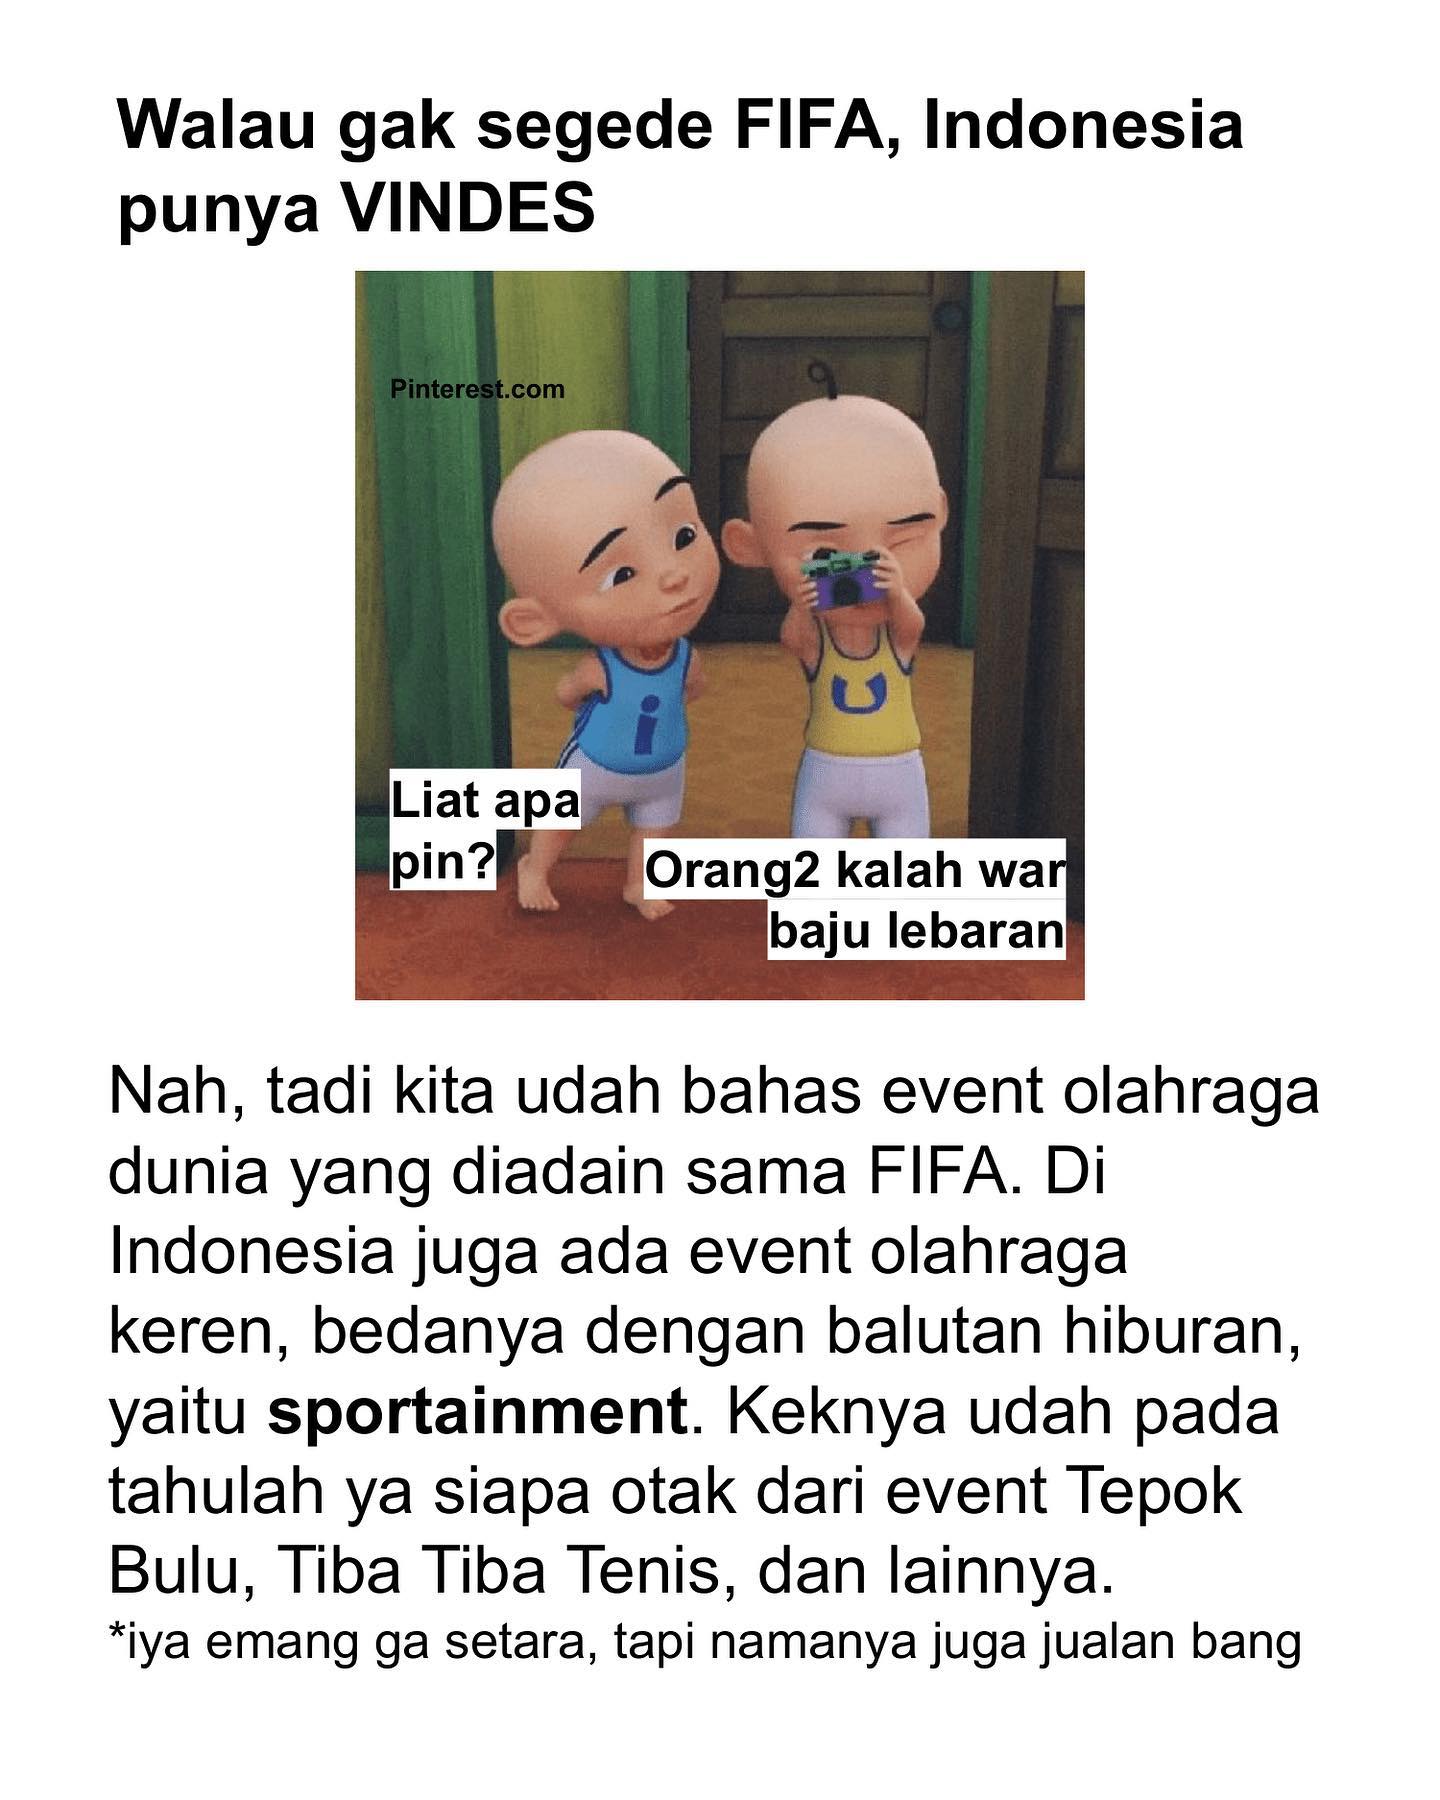 Walau gak segede FIFA, Indonesia
punya VINDES
Pinterest.com
i
U
Liat apa
pin?
Orang2 kalah war
baju lebaran
Nah, tadi kita udah bahas event olahraga
dunia yang diadain sama FIFA. Di
Indonesia juga ada event olahraga
keren, bedanya dengan balutan hiburan,
yaitu sportainment. Keknya udah pada
tahulah ya siapa otak dari event Tepok
Bulu, Tiba Tiba Tenis, dan lainnya.
*iya emang ga setara, tapi namanya juga jualan bang